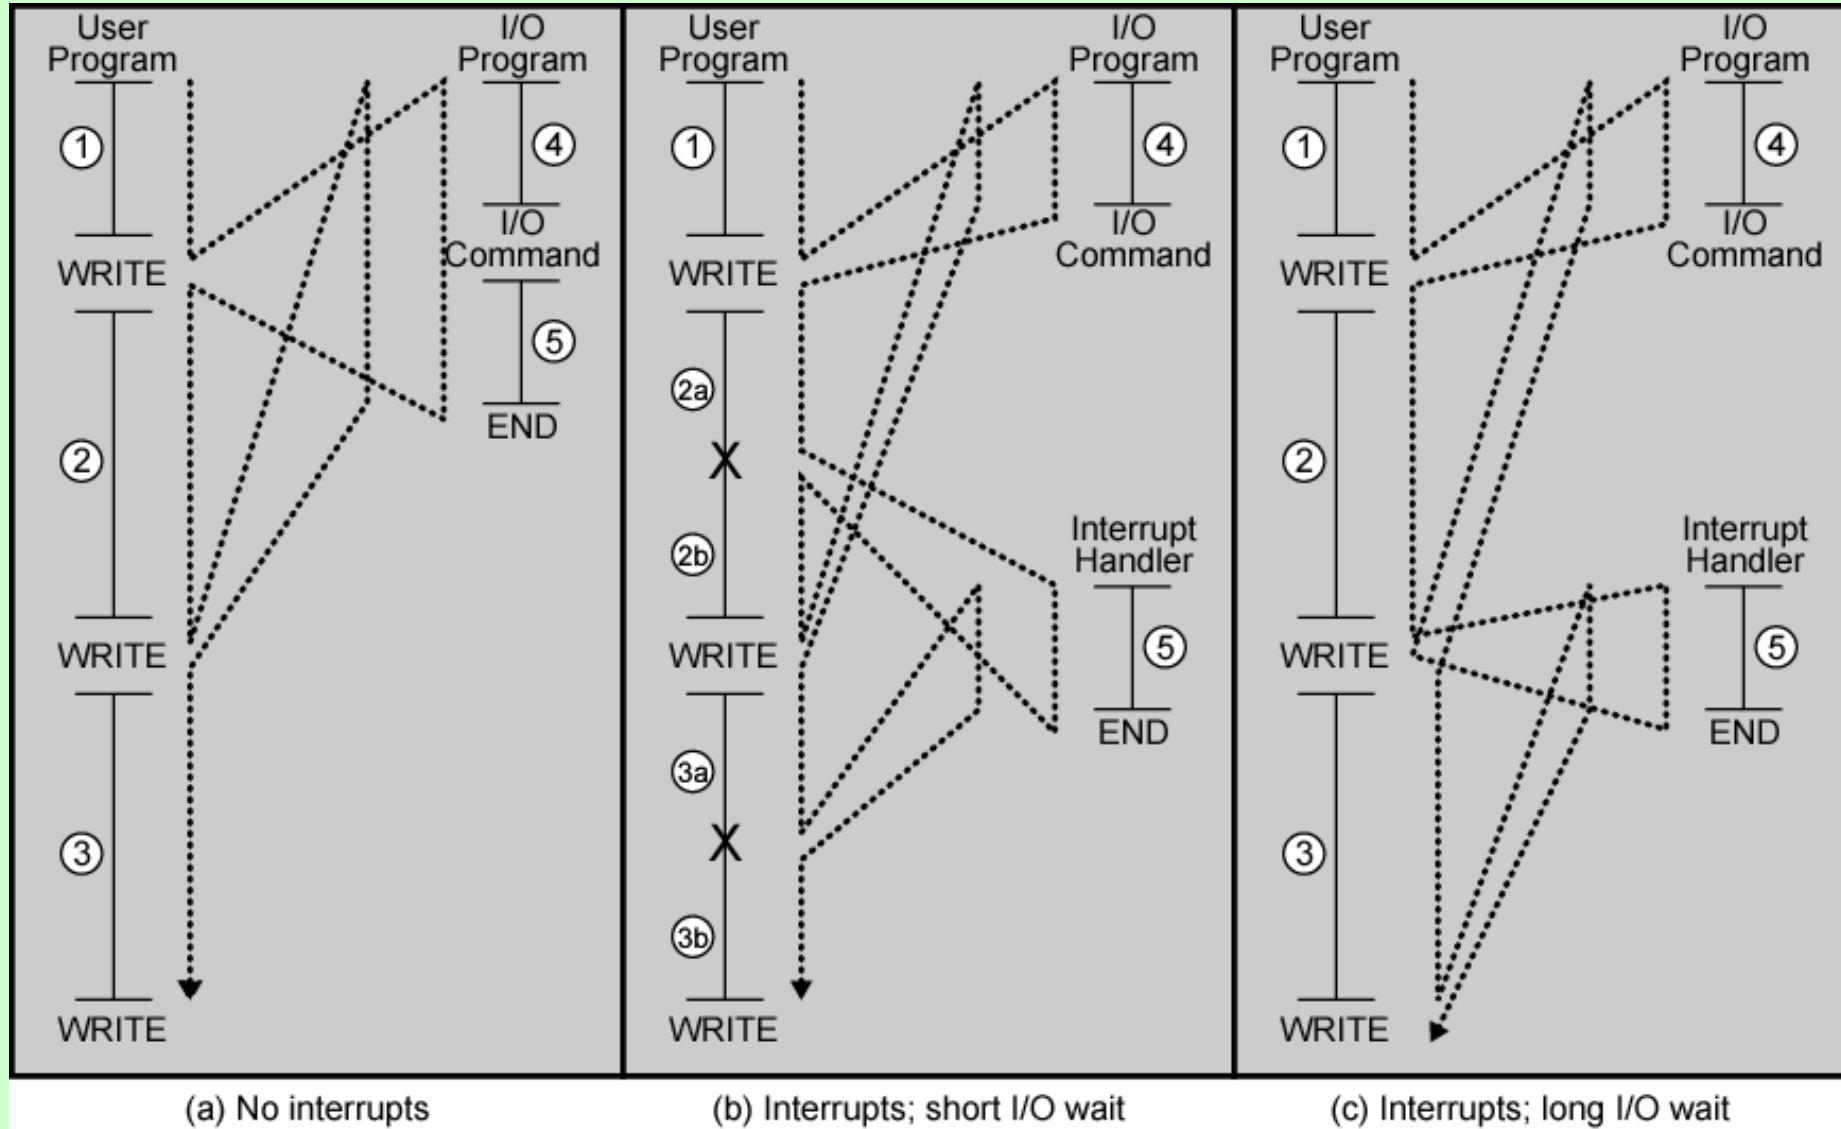 User
Program
I/O
Program
1
4
I/O
Command
WRITE
5
2
END
WRITE
3
WRITE
(a) No interrupts
User
Program
I/O
Program
1
4
I/O
Command
WRITE
2a
X
Interrupt
Handler
2b
5
WRITE
END
3a
X
3b
WRITE
(b) Interrupts; short I/O wait
User
Program
I/O
Program
1
4
I/O
Command
WRITE
2
Interrupt
Handler
5
WRITE
END
3
WRITE
(c) Interrupts; long I/O wait